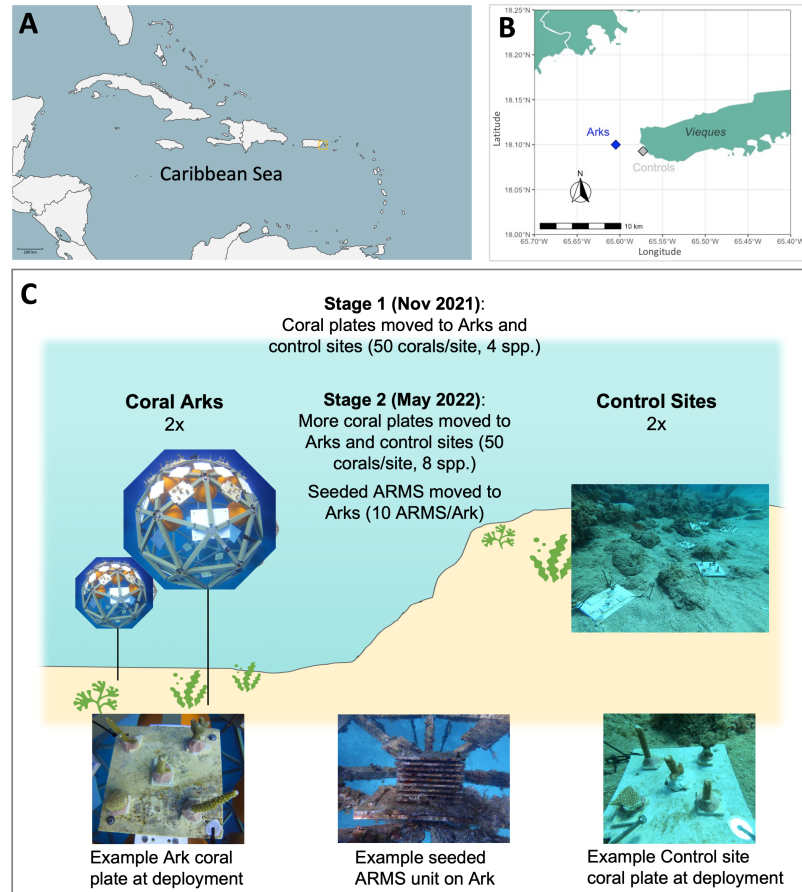 A
Caribbean Sea
B
18.25°N
18.20°N
18.15°N
18.10°N
18.05°N
18.00°N
Latitude
Arks
Vieques
Controls
N
10 km
65.70°W
65.65°W
65.60°W
65.55°W
65.50°W
65.45°W
65.40°W
Longitude
C
Stage 1 (Nov 2021):
Coral plates moved to Arks and
control sites (50 corals/site, 4 spp.)
Coral Arks
2x
Stage 2 (May 2022):
More coral plates moved to
Arks and control sites (50
corals/site, 8 spp.)
Seeded ARMS moved to
Arks (10 ARMS/Ark)
Control Sites
2x
Example Ark coral
plate at deployment
Example seeded
ARMS unit on Ark
Example Control site
coral plate at deployment